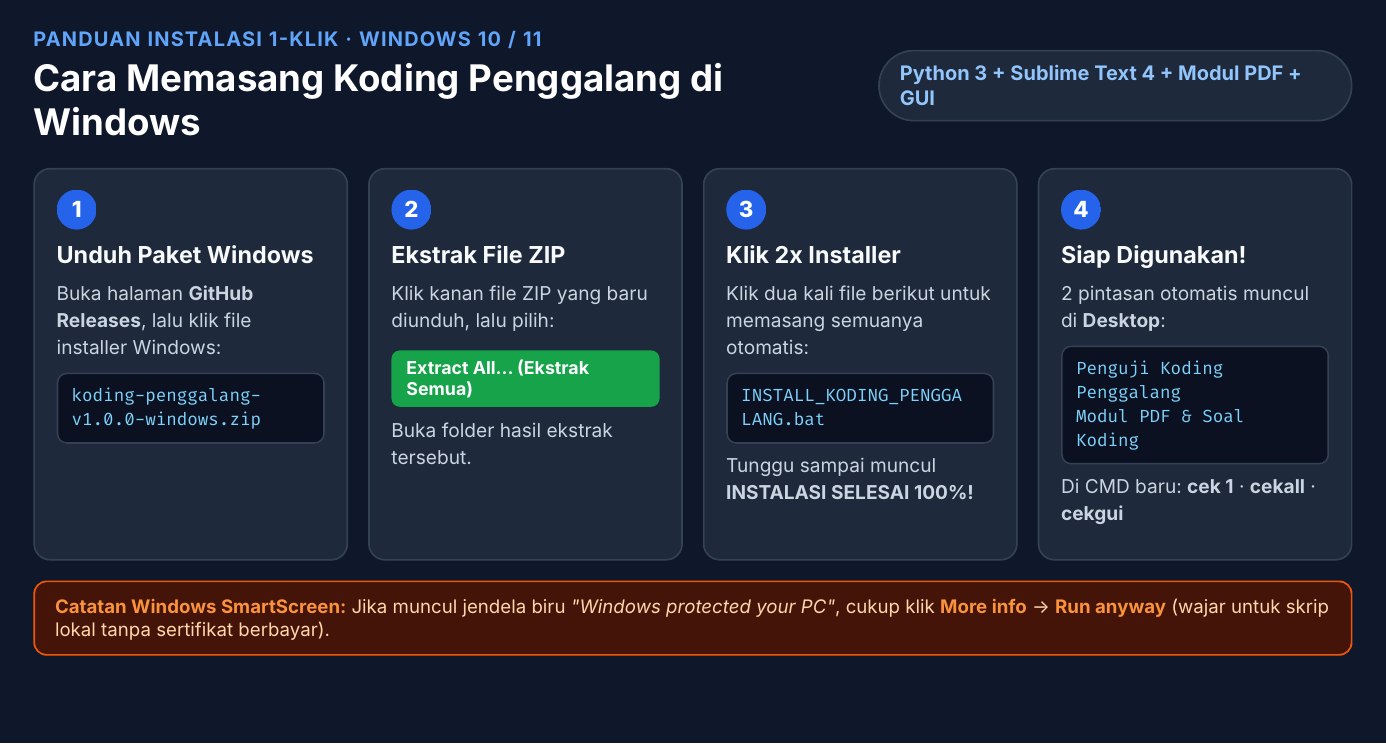 PANDUAN INSTALASI 1-KLIK · WINDOWS 10 / 11
Cara Memasang Koding Penggalang di
Windows
Python 3 + Sublime Text 4 + Modul PDF +
GUI
1
Unduh Paket Windows
Buka halaman GitHub
Releases, lalu klik file
installer Windows:
koding-penggalang-
v1.0.0-windows.zip
2
Ekstrak File ZIP
Klik kanan file ZIP yang baru
diunduh, lalu pilih:
Extract All... (Ekstrak
Semua)
Buka folder hasil ekstrak
tersebut.
3
Klik 2x Installer
Klik dua kali file berikut untuk
memasang semuanya
otomatis:
INSTALL_KODING_PENGGA
LANG.bat
Tunggu sampai muncul
INSTALASI SELESAI 100%!
4
Siap Digunakan!
2 pintasan otomatis muncul
di Desktop:
Penguji Koding
Penggalang
Modul PDF & Soal
Koding
Di CMD baru: cek 1 · cekall ·
cekgui
Catatan Windows SmartScreen: Jika muncul jendela biru "Windows protected your PC", cukup klik More info → Run anyway (wajar untuk skrip
lokal tanpa sertifikat berbayar).